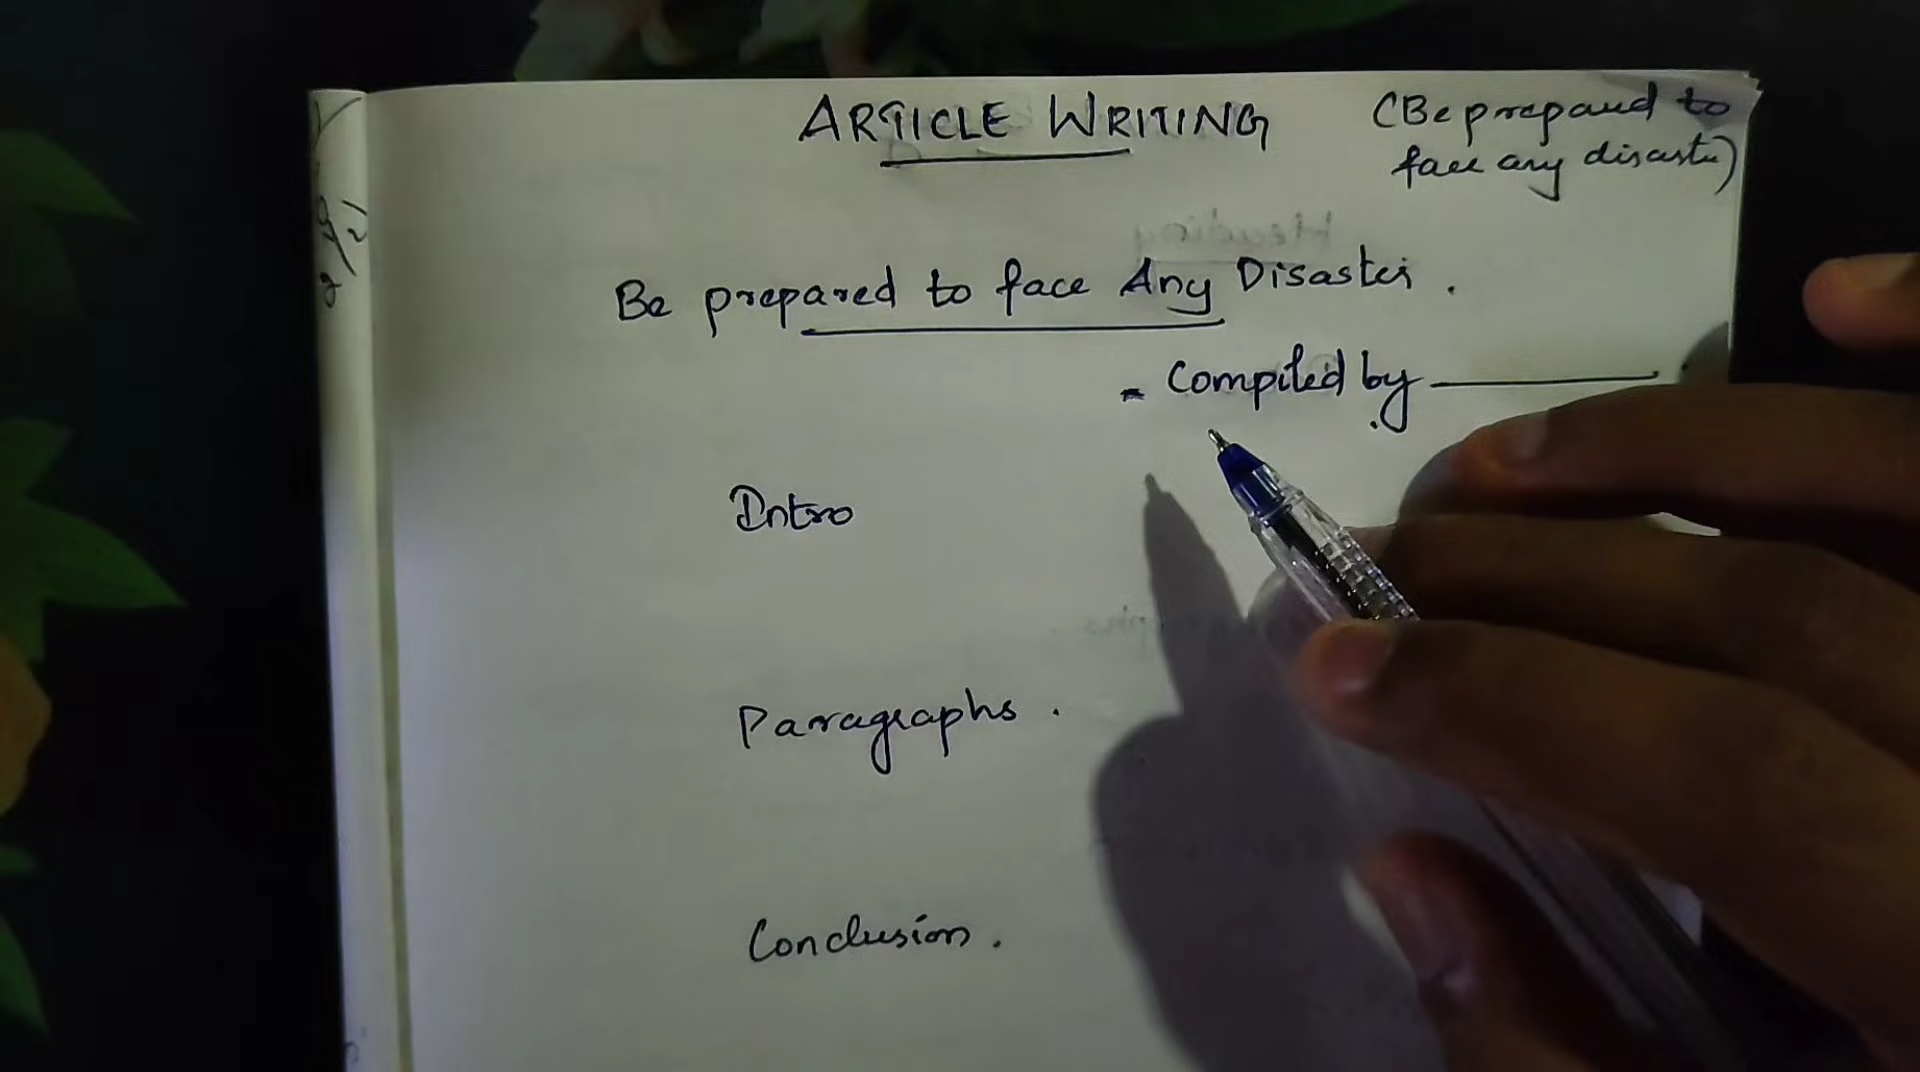 ARTICLE WRITING
(Be prepared to
face any disaster)
Be prepared to face Any Disaster.
- Compiled by
Intro
Paragraphs.
Conclusion.